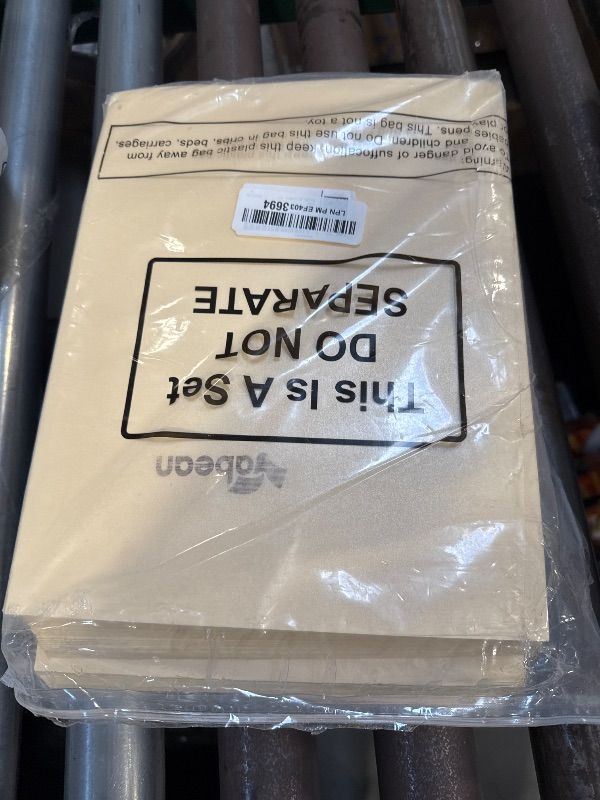 abean
This Is A Set
DO NOT
SEPARATE
LPN PM EF403 3694
Warning:
To avoid danger of suffocation, keep this plastic bag away from
babies and children. Do not use this bag in cribs, beds, carriages,
or play pens. This bag is not a toy